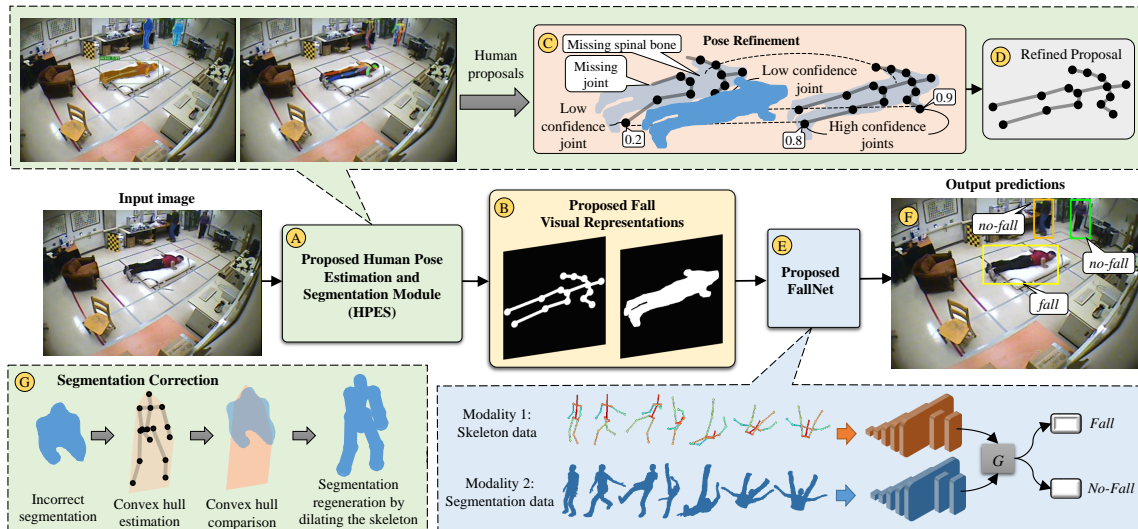 Human
proposals
C
Missing spinal bone
Pose Refinement
Missing
joint
Low confidence
joint
Low
confidence
joint
0.2
0.8
High confidence
joints
0.9
D
Refined Proposal
Input image
A
Proposed Human Pose
Estimation and
Segmentation Module
(HPES)
B
Proposed Fall
Visual Representations
E
Proposed
FallNet
Output predictions
F
no-fall
no-fall
fall
G
Segmentation Correction
Incorrect
segmentation
Convex hull
estimation
Convex hull
comparison
Segmentation
regeneration by
dilating the skeleton
Modality 1:
Skeleton data
Modality 2:
Segmentation data
G
Fall
No-Fall